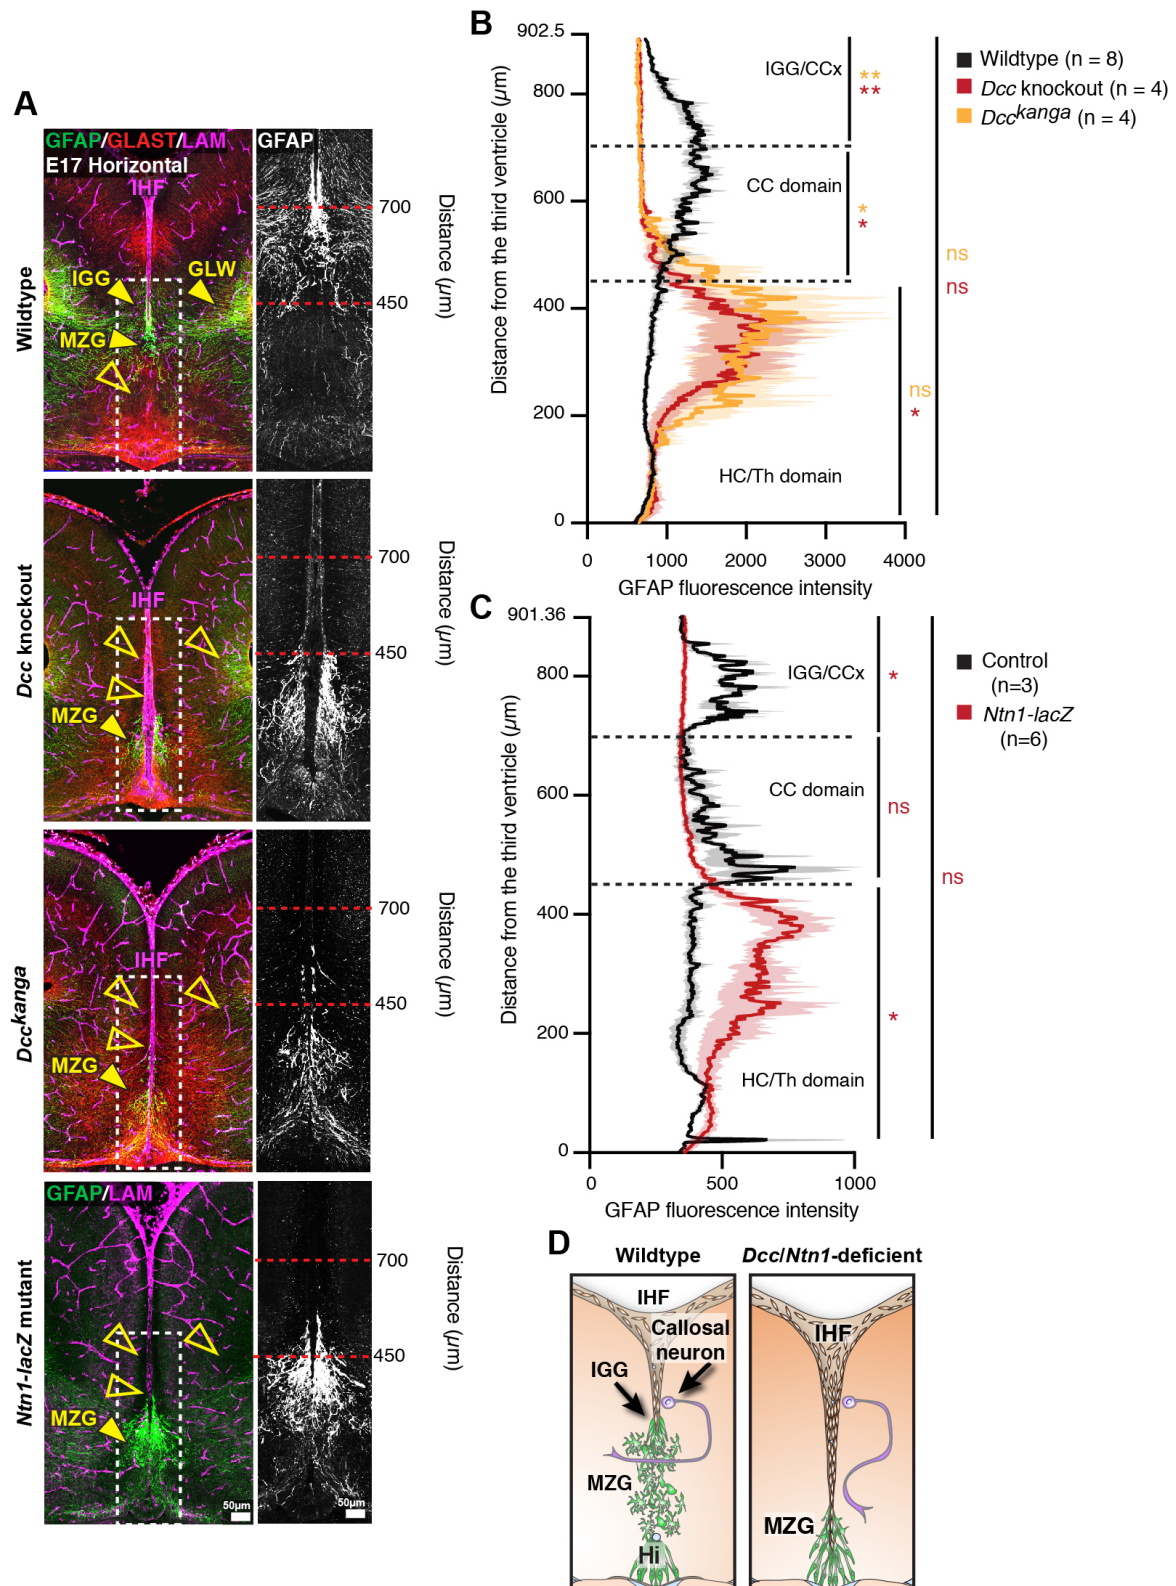 A
GFAP/GLAST/LAM
E17 Horizontal
IHF
IGG
GLW
MZG
Wildtype
GFAP
700
450
Distance (µm)
Dcc knockout
IHF
MZG
700
450
Distance (µm)
Dcckanga
IHF
MZG
700
450
Distance (µm)
Ntn1-lacZ mutant
GFAP/LAM
MZG
50µm
50µm
700
450
Distance (µm)
B
902.5
800
600
400
200
0
Distance from the third ventricle (µm)
IGG/CCx
**
**
CC domain
*
*
HC/Th domain
ns
*
ns
ns
0 1000 2000 3000 4000
GFAP fluorescence intensity
Wildtype (n = 8)
Dcc knockout (n = 4)
Dcckanga (n = 4)
C
901.36
800
600
400
200
0
Distance from the third ventricle (µm)
IGG/CCx
*
CC domain
ns
HC/Th domain
*
ns
0 500 1000
GFAP fluorescence intensity
Control
(n=3)
Ntn1-lacZ
(n=6)
D
Wildtype
IHF
Callosal
neuron
IGG
MZG
Hi
Dcc/Ntn1-deficient
IHF
MZG